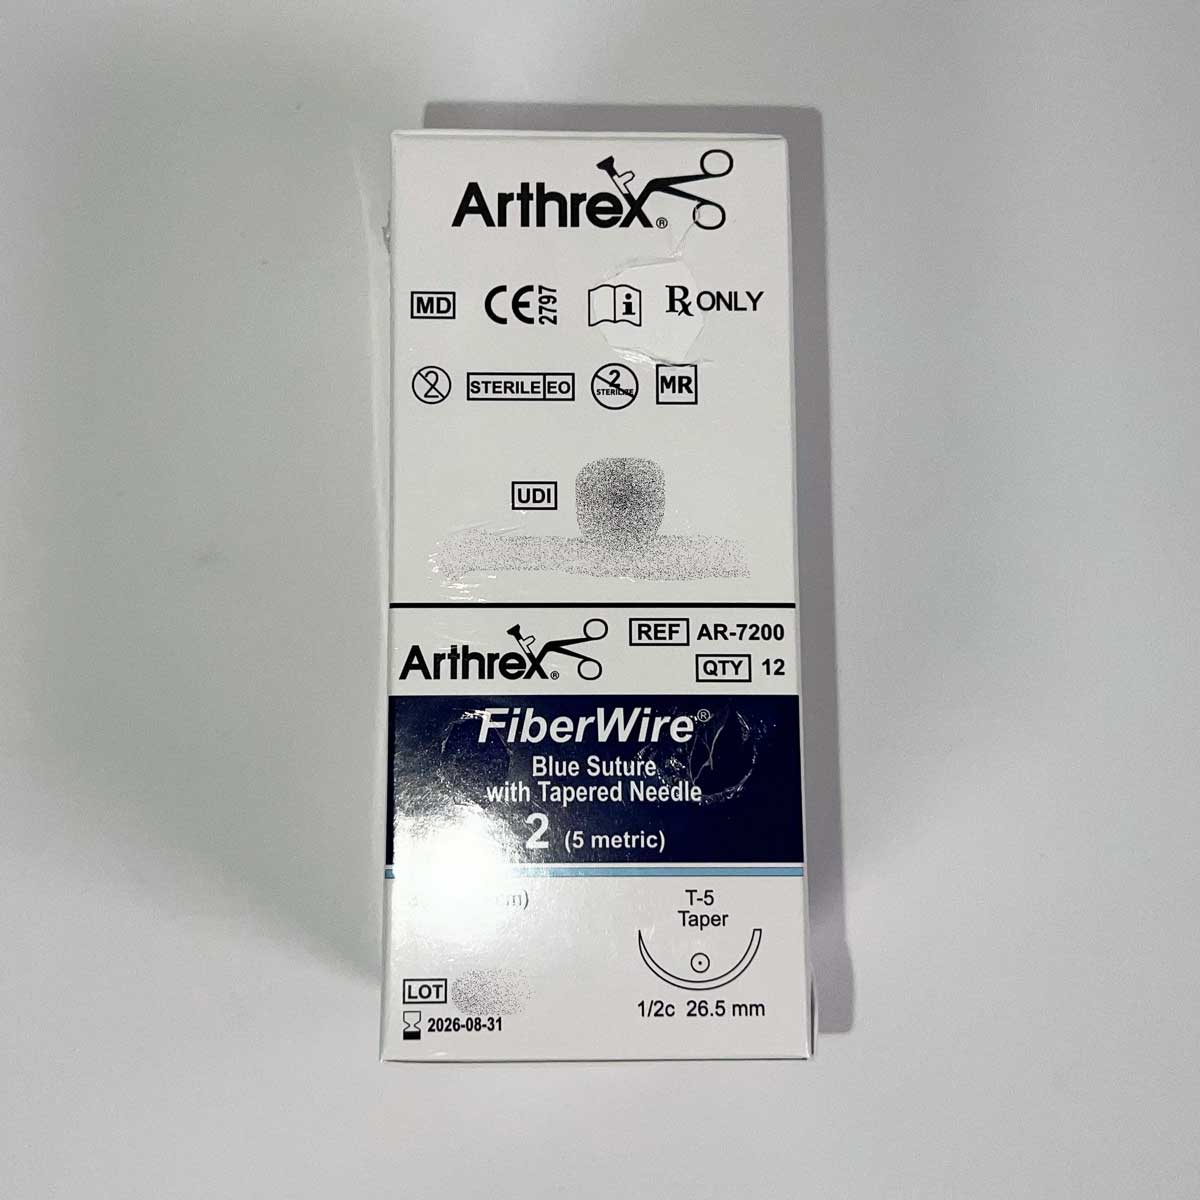 Arthrex®
MD CE 2797 i Rx ONLY
2 STERILE EO 2 STERILIZE MR
UDI
Arthrex®
REF AR-7200
QTY 12
FiberWire®
Blue Suture
with Tapered Needle
2 (5 metric)
T-5
Taper
1/2c 26.5 mm
LOT
2026-08-31